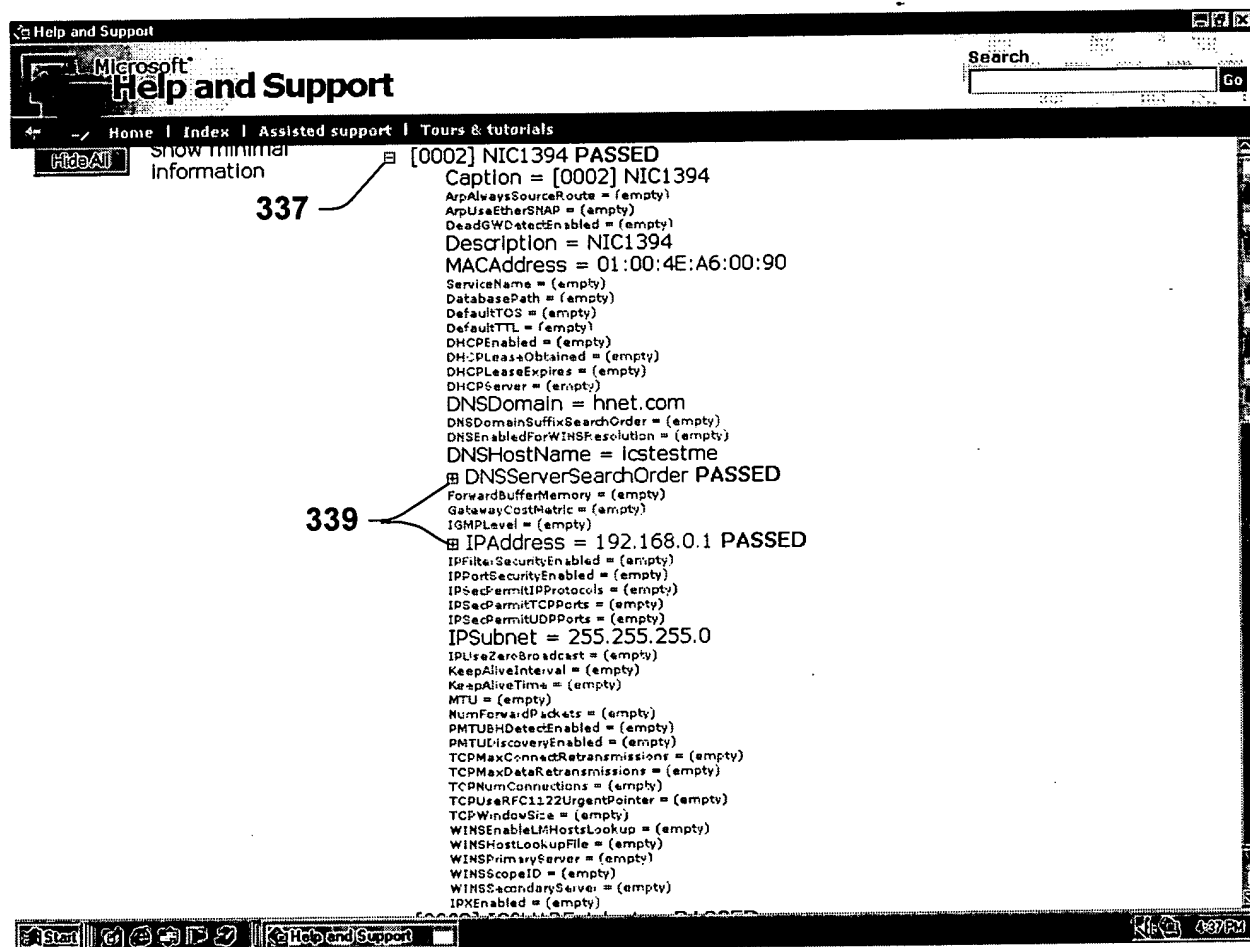 Help and Support
Microsoft
Help and Support
Search
Go
Home | Index | Assisted support | Tours & tutorials
Hide All
Show minimal
information
[0002] NIC1394 PASSED
337
Caption = [0002] NIC1394
ArpAlwaysSourceRoute = (empty)
ArpUseEtherSNAP = (empty)
DeadGWDetectEnabled = (empty)
Description = NIC1394
MACAddress = 01:00:4E:A6:00:90
ServiceName = (empty)
DatabasePath = (empty)
DefaultTOS = (empty)
DefaultTTL = (empty)
DHCPEnabled = (empty)
DHCPLeaseObtained = (empty)
DHCPLeaseExpires = (empty)
DHCPServer = (empty)
DNSDomain = hnet.com
DNSDomainSuffixSearchOrder = (empty)
DNSEnabledForWINSResolution = (empty)
DNSHostName = icstestme
DNSServerSearchOrder PASSED
ForwardBufferMemory = (empty)
GatewayCostMetric = (empty)
339
IGMPLevel = (empty)
IPAddress = 192.168.0.1 PASSED
IPFilterSecurityEnabled = (empty)
IPPortSecurityEnabled = (empty)
IPSecPermitIPProtocols = (empty)
IPSecPermitTCPPorts = (empty)
IPSecPermitUDPPorts = (empty)
IPSubnet = 255.255.255.0
IPUseZeroBroadcast = (empty)
KeepAliveInterval = (empty)
KeepAliveTime = (empty)
MTU = (empty)
NumForwardPackets = (empty)
PMTUBHDetectEnabled = (empty)
PMTUDiscoveryEnabled = (empty)
TCPMaxConnectRetransmissions = (empty)
TCPMaxDataRetransmissions = (empty)
TCPNumConnections = (empty)
TCPUseRFC1122UrgentPointer = (empty)
TCPWindowSize = (empty)
WINSEnableLMHostsLookup = (empty)
WINSHostLookupFile = (empty)
WINSPrimaryServer = (empty)
WINSScopeID = (empty)
WINSSecondaryServer = (empty)
IPXEnabled = (empty)
Start
Help and Support
4:37 PM